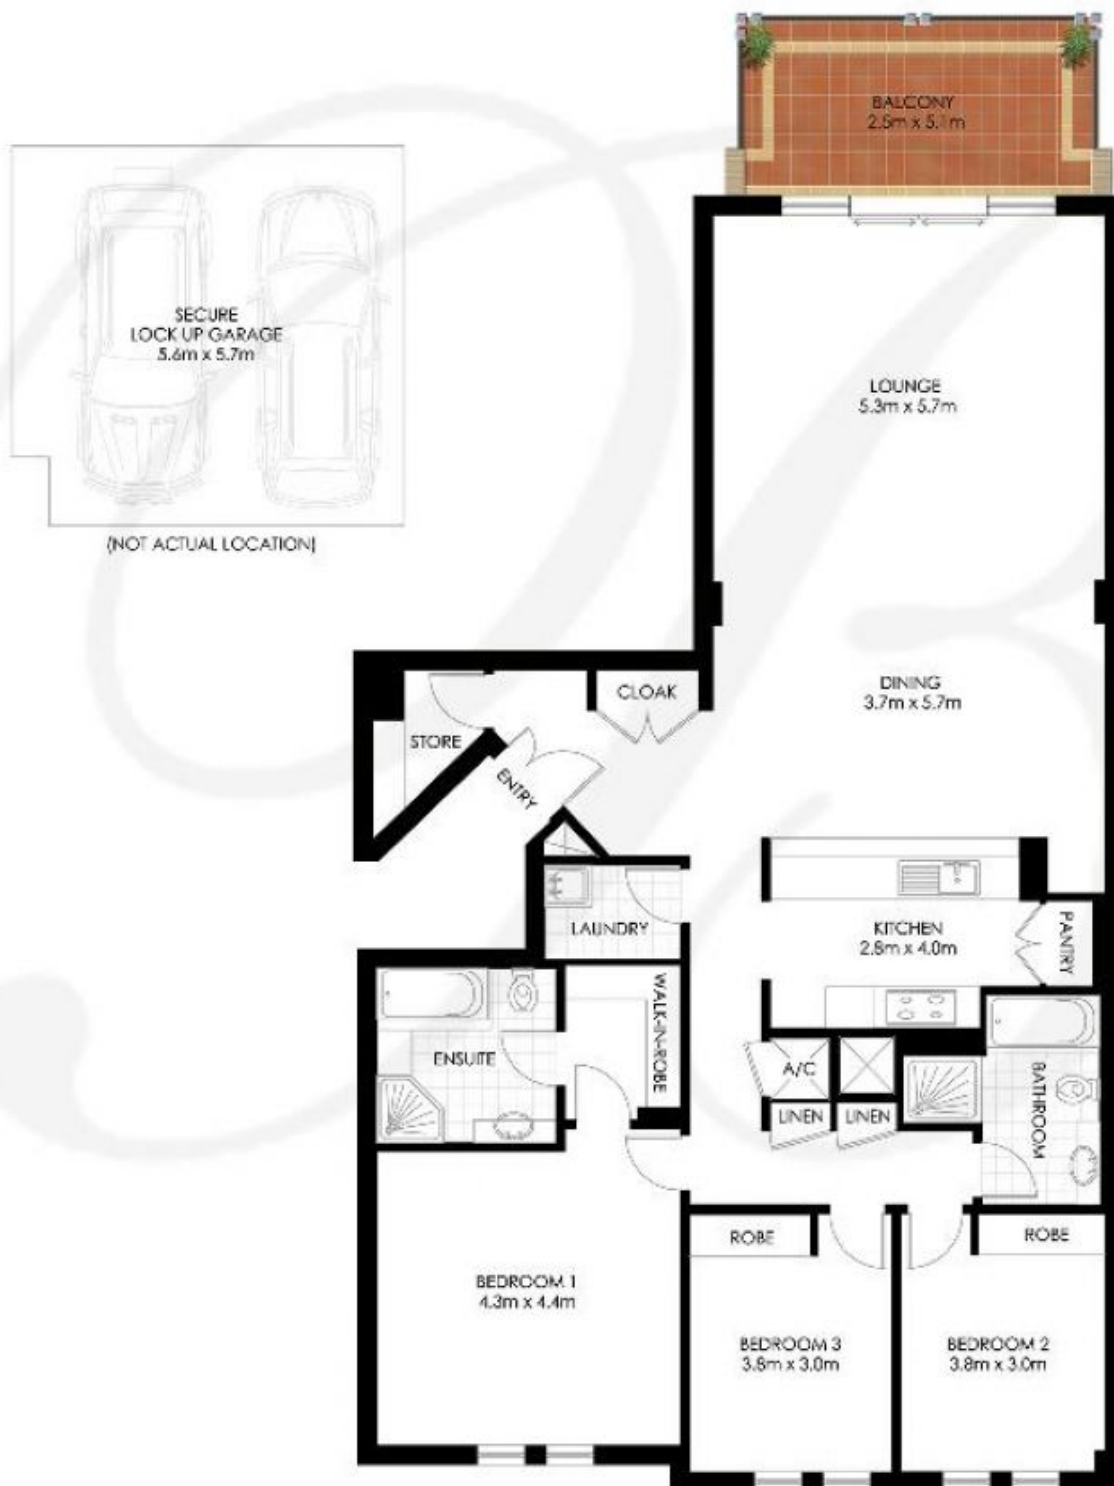 BALCONY
2.5m x 5.1m
SECURE
LOCK UP GARAGE
5.6m x 5.7m
(NOT ACTUAL LOCATION)
LOUNGE
5.3m x 5.7m
DINING
3.7m x 5.7m
CLOAK
STORE
ENTRY
LAUNDRY
KITCHEN
2.8m x 4.0m
PANTRY
WALK-IN-ROBE
ENSUITE
A/C
LINEN
LINEN
BATHROOM
ROBE
ROBE
BEDROOM 1
4.3m x 4.4m
BEDROOM 3
3.8m x 3.0m
BEDROOM 2
3.8m x 3.0m